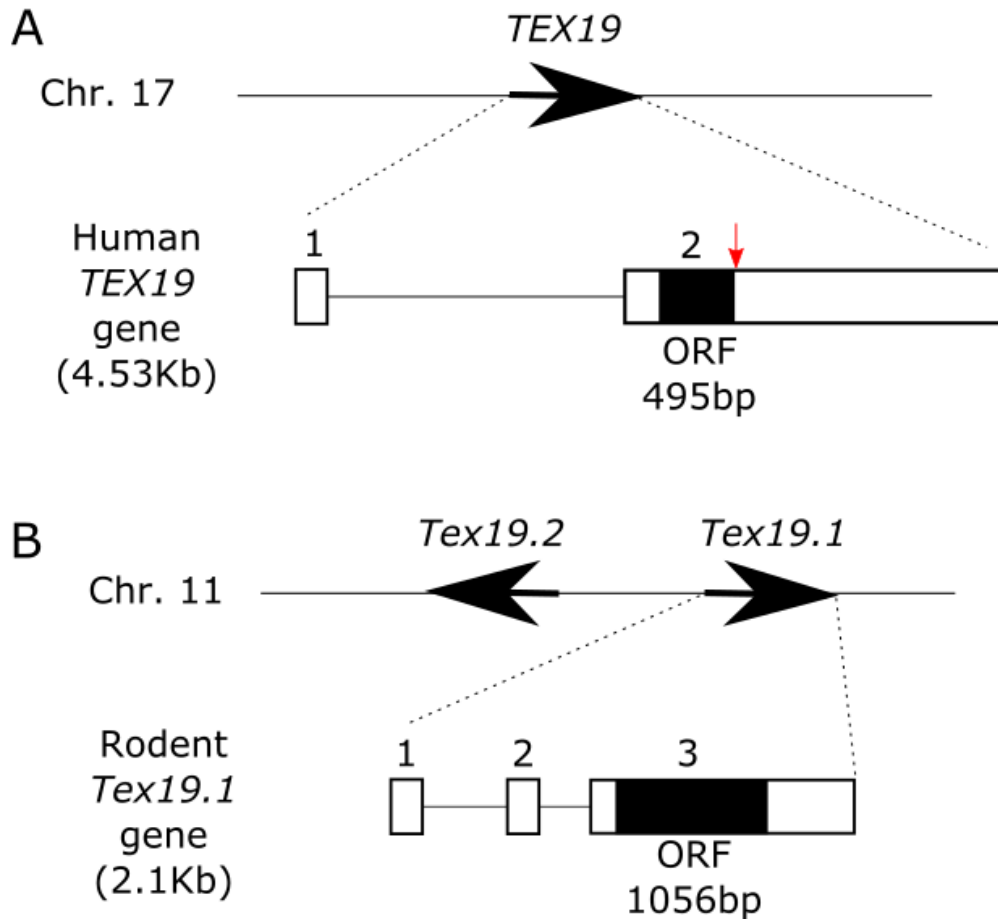 A
TEX19
Chr. 17
Human
TEX19
gene
(4.53Kb)
1
2
ORF
495bp
B
Tex19.2
Tex19.1
Chr. 11
Rodent
Tex19.1
gene
(2.1Kb)
1
2
3
ORF
1056bp